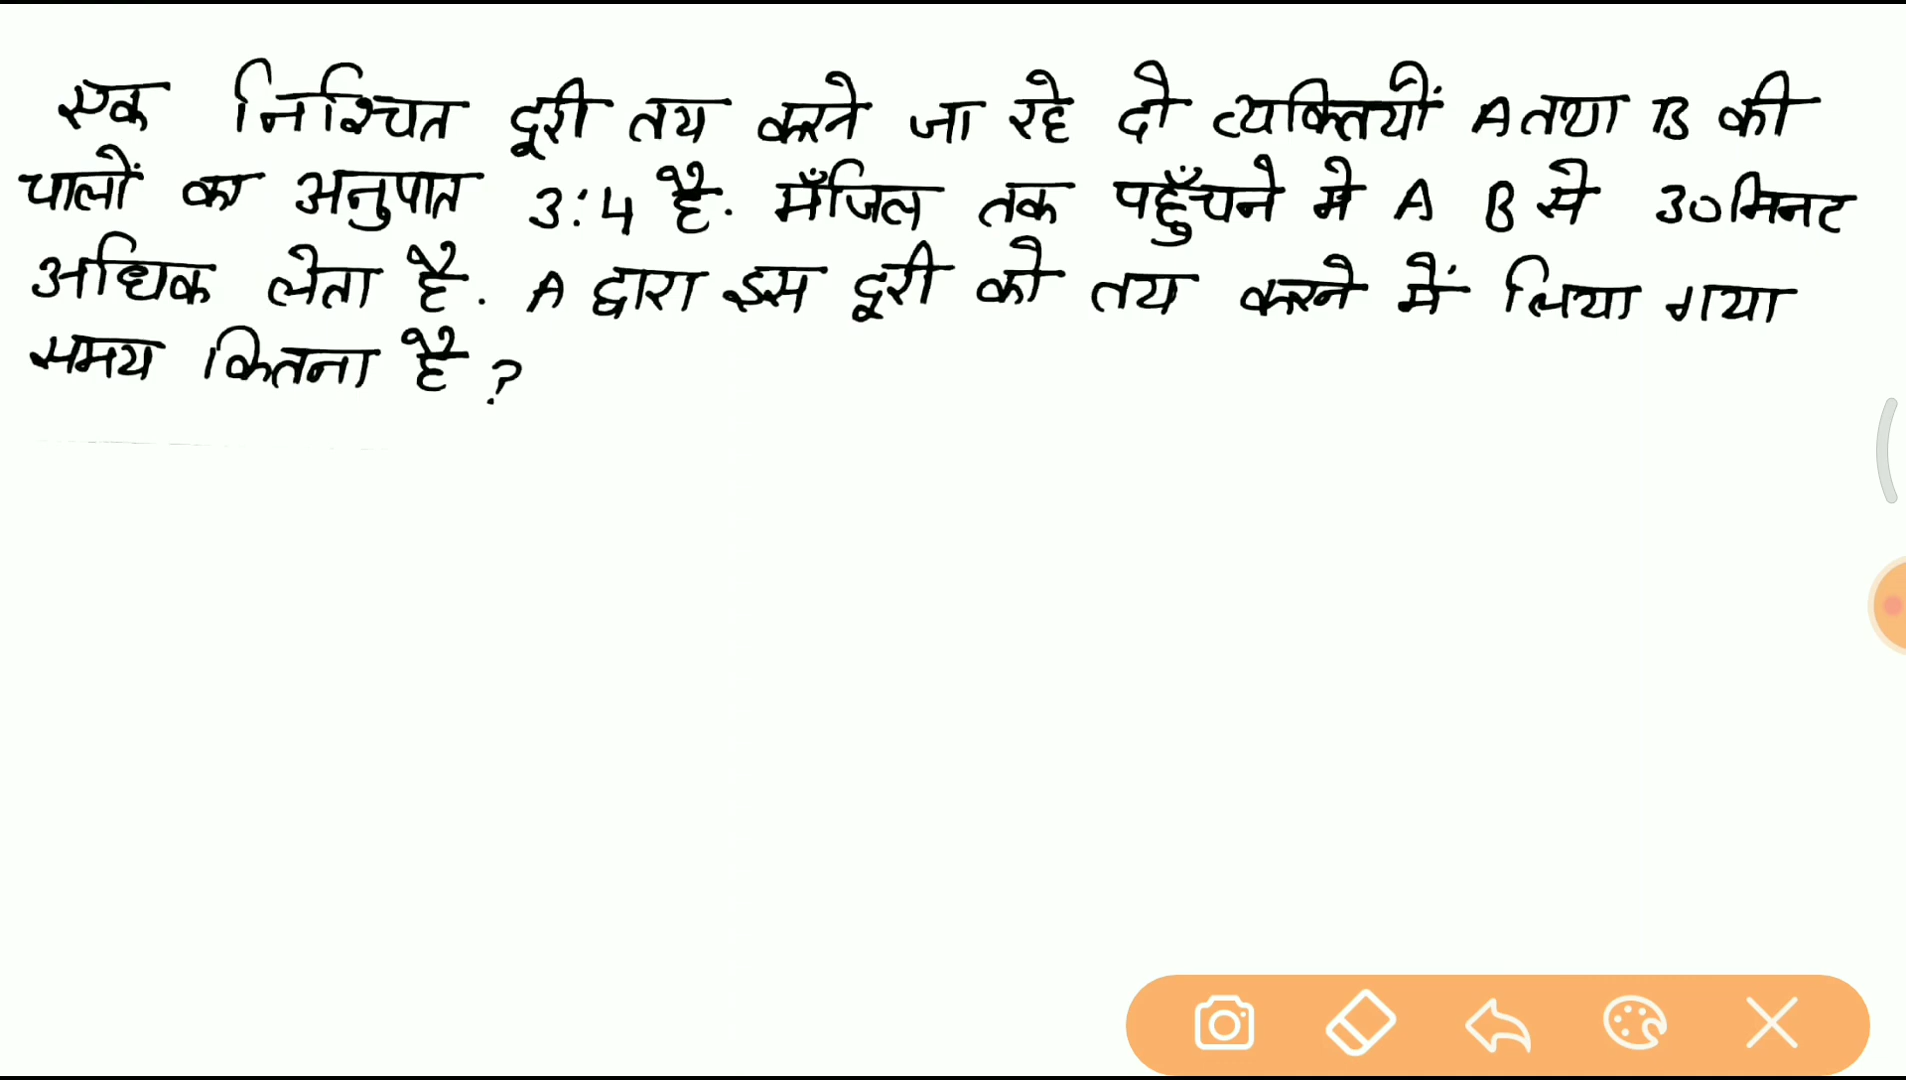 एक निश्चित दूरी तय करने जा रहे दो व्यक्तियों A तथा B की
चालों का अनुपात 3:4 है. मँजिल तक पहुँचने मे A B से 30 मिनट
अधिक लेता है. A द्वारा इस दूरी को तय करने में लिया गया
समय कितना है?